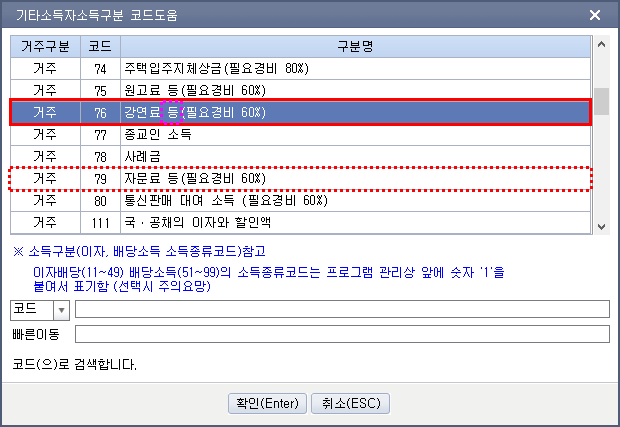 기타소득자소득구분 코드도움
거주구분 코드 구분명
거주 74 주택입주지체상금(필요경비 80%)
거주 75 원고료 등(필요경비 60%)
거주 76 강연료 등(필요경비 60%)
거주 77 종교인 소득
거주 78 사례금
거주 79 자문료 등(필요경비 60%)
거주 80 통신판매 대여 소득 (필요경비 60%)
거주 111 국·공채의 이자와 할인액
※ 소득구분(이자, 배당소득 소득종류코드)참고
이자배당(11~49) 배당소득(51~99)의 소득종류코드는 프로그램 관리상 앞에 숫자 '1'을
붙여서 표기함 (선택시 주의요망)
코드
빠른이동
코드(으)로 검색합니다.
확인(Enter) 취소(ESC)